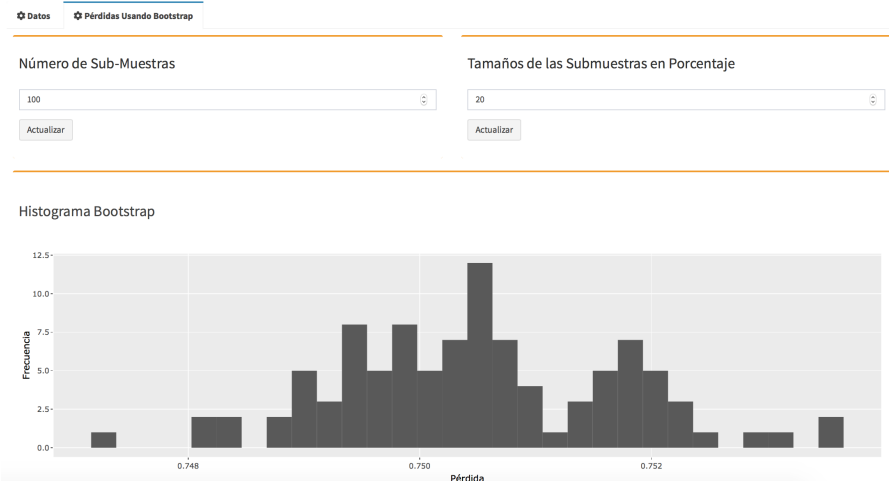 Datos Pérdidas Usando Bootstrap
Número de Sub-Muestras
100
Actualizar
Tamaños de las Submuestras en Porcentaje
20
Actualizar
Histograma Bootstrap
12.5
10.0
7.5
5.0
2.5
0.0
Frecuencia
0.748 0.750 0.752
Pérdida